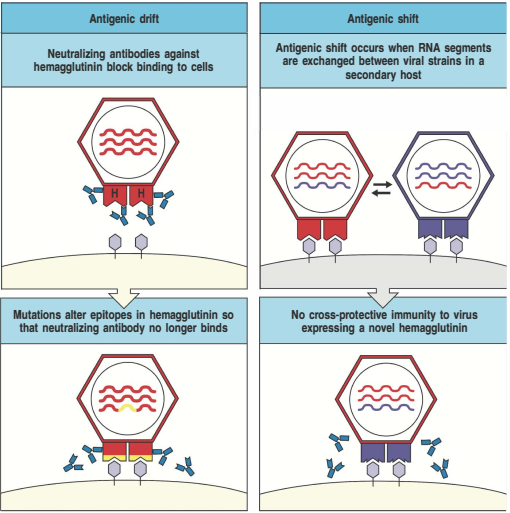 Antigenic drift
Neutralizing antibodies against
hemagglutinin block binding to cells
H H
Mutations alter epitopes in hemagglutinin so
that neutralizing antibody no longer binds
Antigenic shift
Antigenic shift occurs when RNA segments
are exchanged between viral strains in a
secondary host
No cross-protective immunity to virus
expressing a novel hemagglutinin